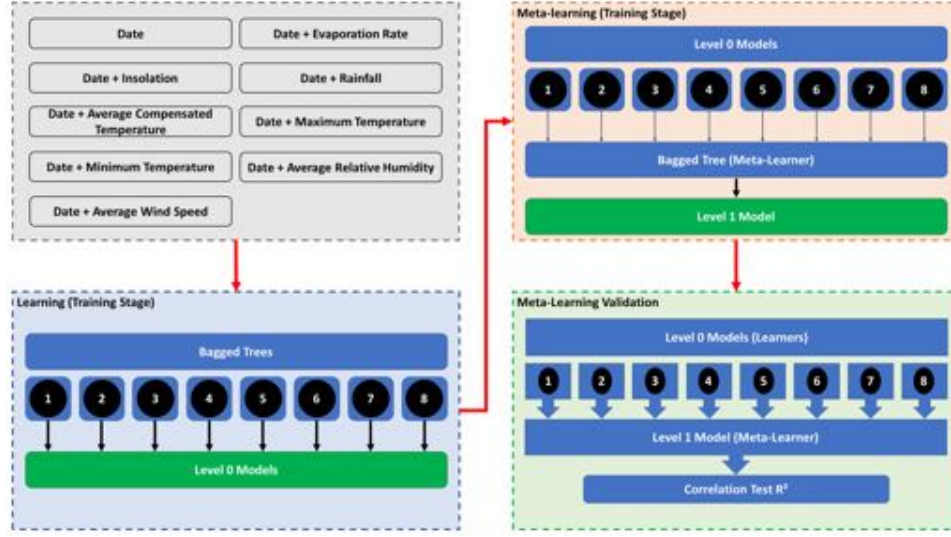 Date
Date + Evaporation Rate
Date + Insolation
Date + Rainfall
Date + Average Compensated
Temperature
Date + Maximum Temperature
Date + Minimum Temperature
Date + Average Relative Humidity
Date + Average Wind Speed
Learning (Training Stage)
Bagged Trees
1 2 3 4 5 6 7 8
Level 0 Models
Meta-learning (Training Stage)
Level 0 Models
1 2 3 4 5 6 7 8
Bagged Tree (Meta-Learner)
Level 1 Model
Meta-Learning Validation
Level 0 Models (Learners)
1 2 3 4 5 6 7 8
Level 1 Model (Meta-Learner)
Correlation Test R²